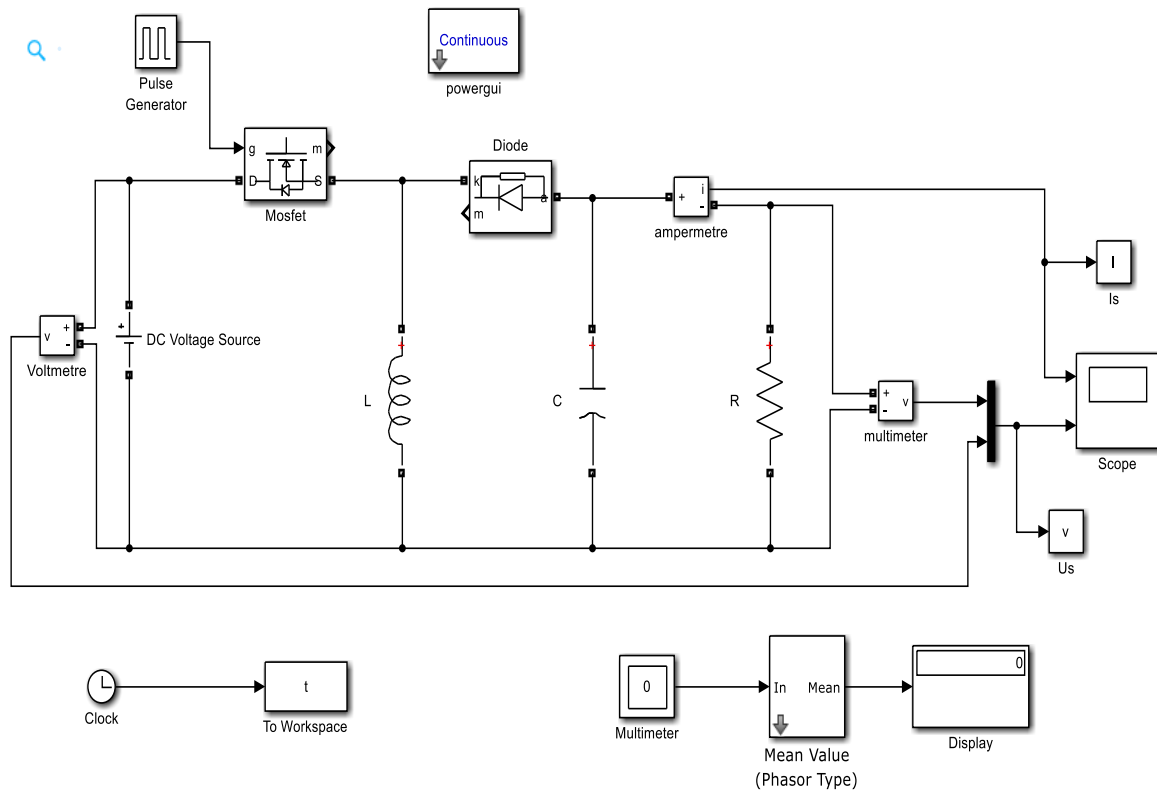 Continuous
powergui
Pulse
Generator
g
m
D
S
Mosfet
Diode
k
a
m
+
i
-
ampermetre
I
Is
v
+
-
Voltmetre
+
DC Voltage Source
+
L
+
C
+
R
+
-
v
multimeter
Scope
v
Us
Clock
t
To Workspace
0
Multimeter
In
Mean
Mean Value
(Phasor Type)
0
Display